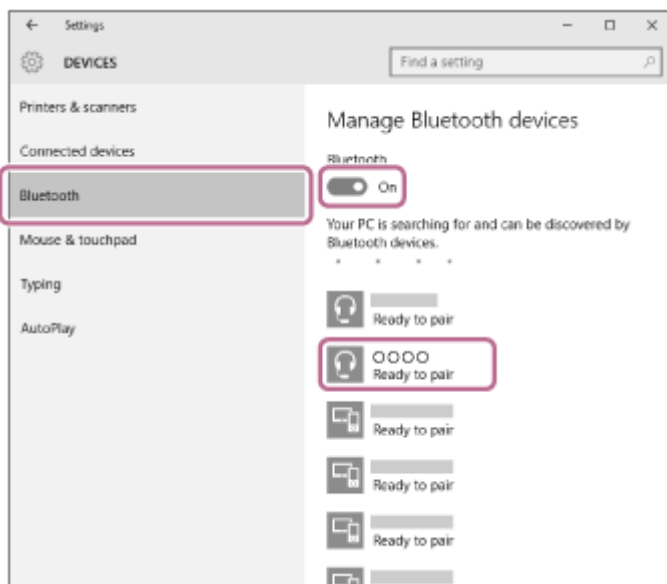 Settings
DEVICES
Find a setting
Printers & scanners
Connected devices
Bluetooth
Mouse & touchpad
Typing
AutoPlay
Manage Bluetooth devices
Bluetooth
On
Your PC is searching for and can be discovered by
Bluetooth devices.
Ready to pair
OOOO
Ready to pair
Ready to pair
Ready to pair
Ready to pair